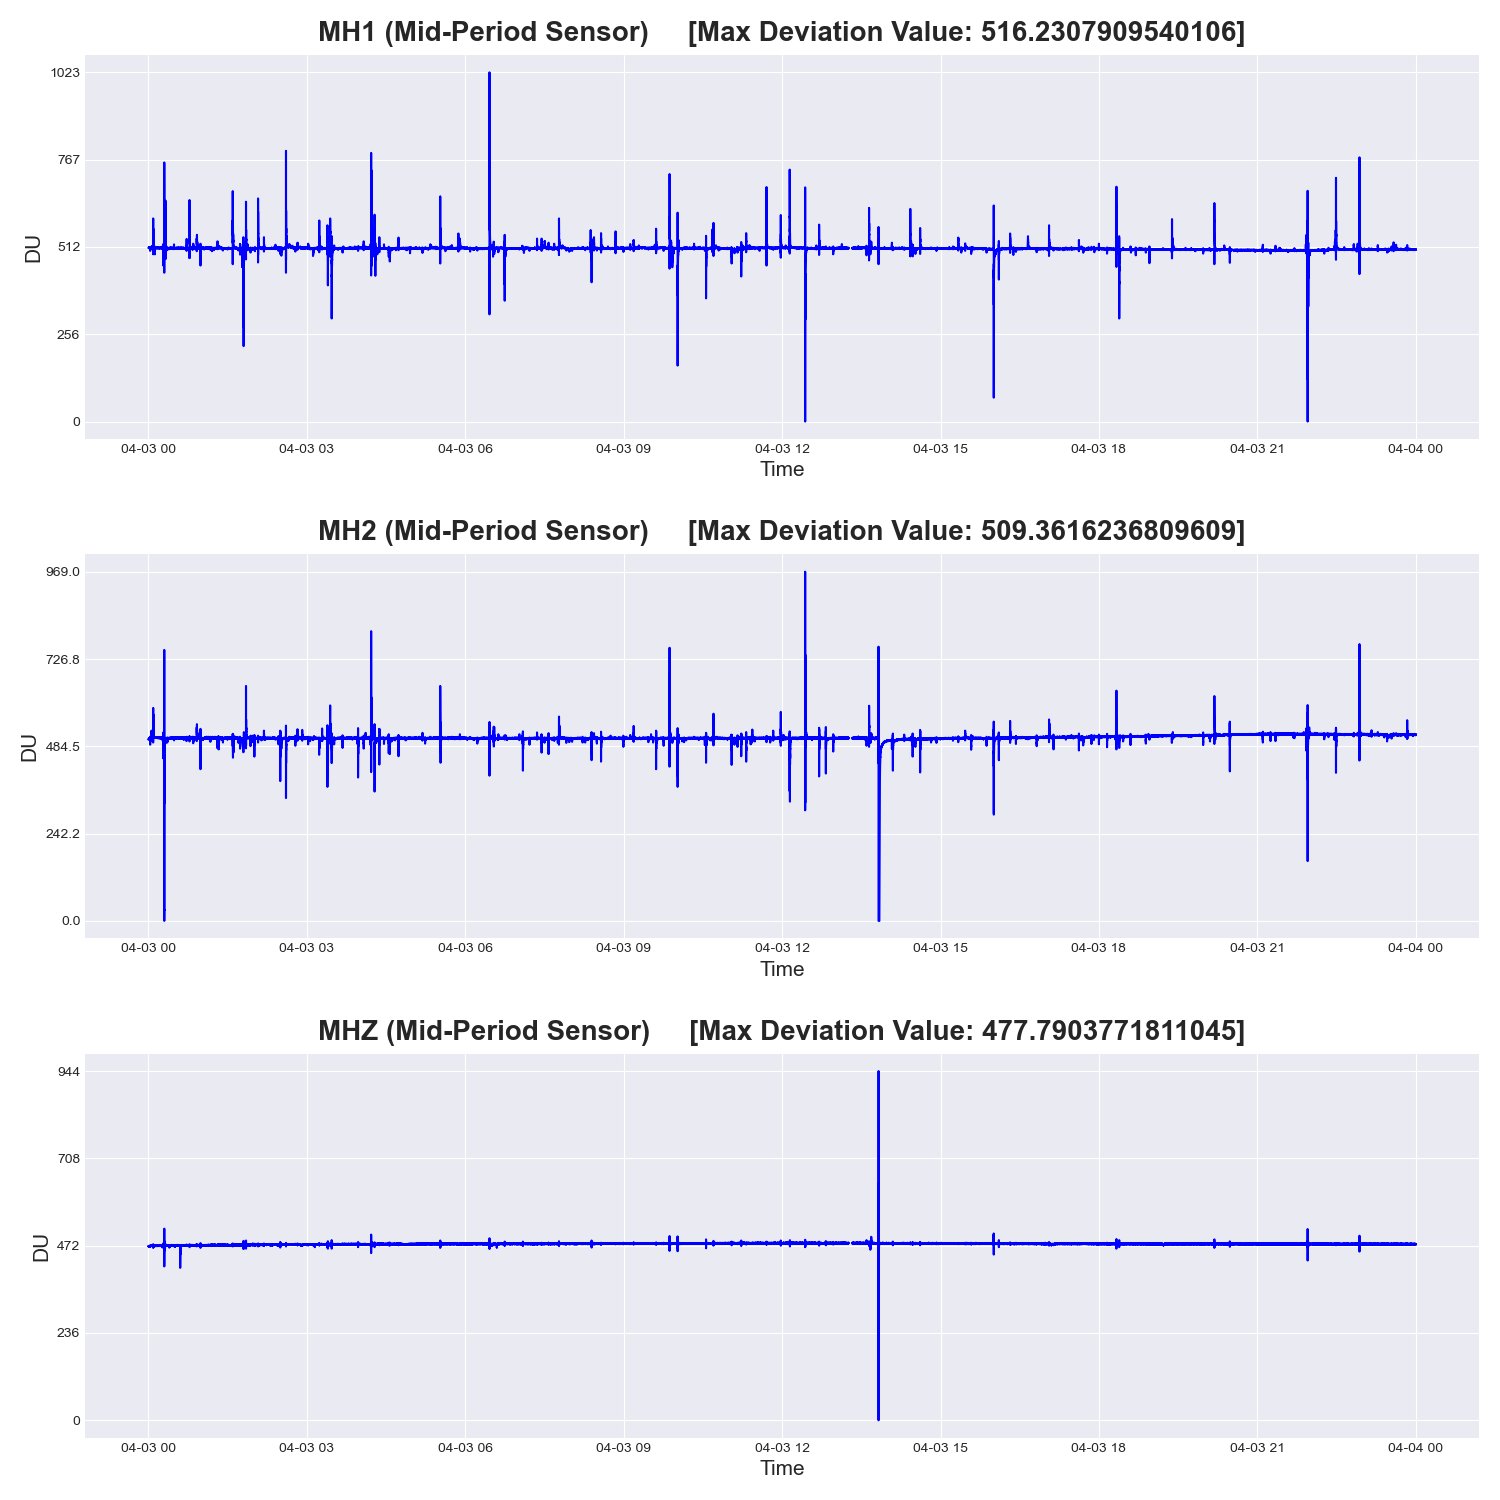 MH1 (Mid-Period Sensor) [Max Deviation Value: 516.2307909540106]
1023
767
512
256
0
DU
04-03 00 04-03 03 04-03 06 04-03 09 04-03 12 04-03 15 04-03 18 04-03 21 04-04 00
Time
MH2 (Mid-Period Sensor) [Max Deviation Value: 509.3616236809609]
969.0
726.8
484.5
242.2
0.0
DU
04-03 00 04-03 03 04-03 06 04-03 09 04-03 12 04-03 15 04-03 18 04-03 21 04-04 00
Time
MHZ (Mid-Period Sensor) [Max Deviation Value: 477.7903771811045]
944
708
472
236
0
DU
04-03 00 04-03 03 04-03 06 04-03 09 04-03 12 04-03 15 04-03 18 04-03 21 04-04 00
Time